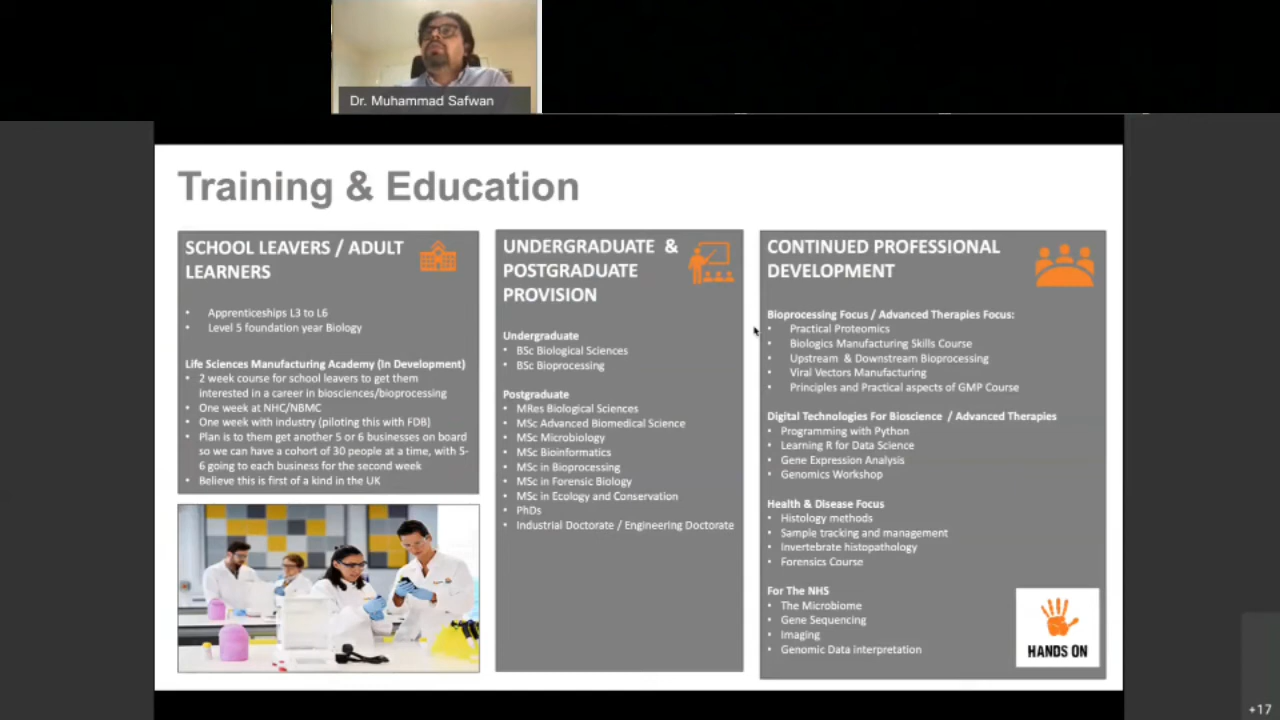 Dr. Muhammad Safwan
Training & Education
SCHOOL LEAVERS / ADULT
LEARNERS
• Apprenticeships L3 to L6
• Level 5 foundation year Biology
Life Sciences Manufacturing Academy (In Development)
• 2 week course for school leavers to get them
interested in a career in biosciences/bioprocessing
• One week at NHC/NBMC
• One week with industry (piloting this with FDB)
• Plan is to them get another 5 or 6 businesses on board
so we can have a cohort of 30 people at a time, with 5-
6 going to each business for the second week
• Believe this is first of a kind in the UK
UNDERGRADUATE &
POSTGRADUATE
PROVISION
Undergraduate
• BSc Biological Sciences
• BSc Bioprocessing
Postgraduate
• MRes Biological Sciences
• MSc Advanced Biomedical Science
• MSc Microbiology
• MSc Bioinformatics
• MSc in Bioprocessing
• MSc in Forensic Biology
• MSc in Ecology and Conservation
• PhDs
• Industrial Doctorate / Engineering Doctorate
CONTINUED PROFESSIONAL
DEVELOPMENT
Bioprocessing Focus / Advanced Therapies Focus:
• Practical Proteomics
• Biologics Manufacturing Skills Course
• Upstream & Downstream Bioprocessing
• Viral Vectors Manufacturing
• Principles and Practical aspects of GMP Course
Digital Technologies For Bioscience / Advanced Therapies
• Programming with Python
• Learning R for Data Science
• Gene Expression Analysis
• Genomics Workshop
Health & Disease Focus
• Histology methods
• Sample tracking and management
• Invertebrate histopathology
• Forensics Course
For The NHS
• The Microbiome
• Gene Sequencing
• Imaging
• Genomic Data interpretation
HANDS ON
+17